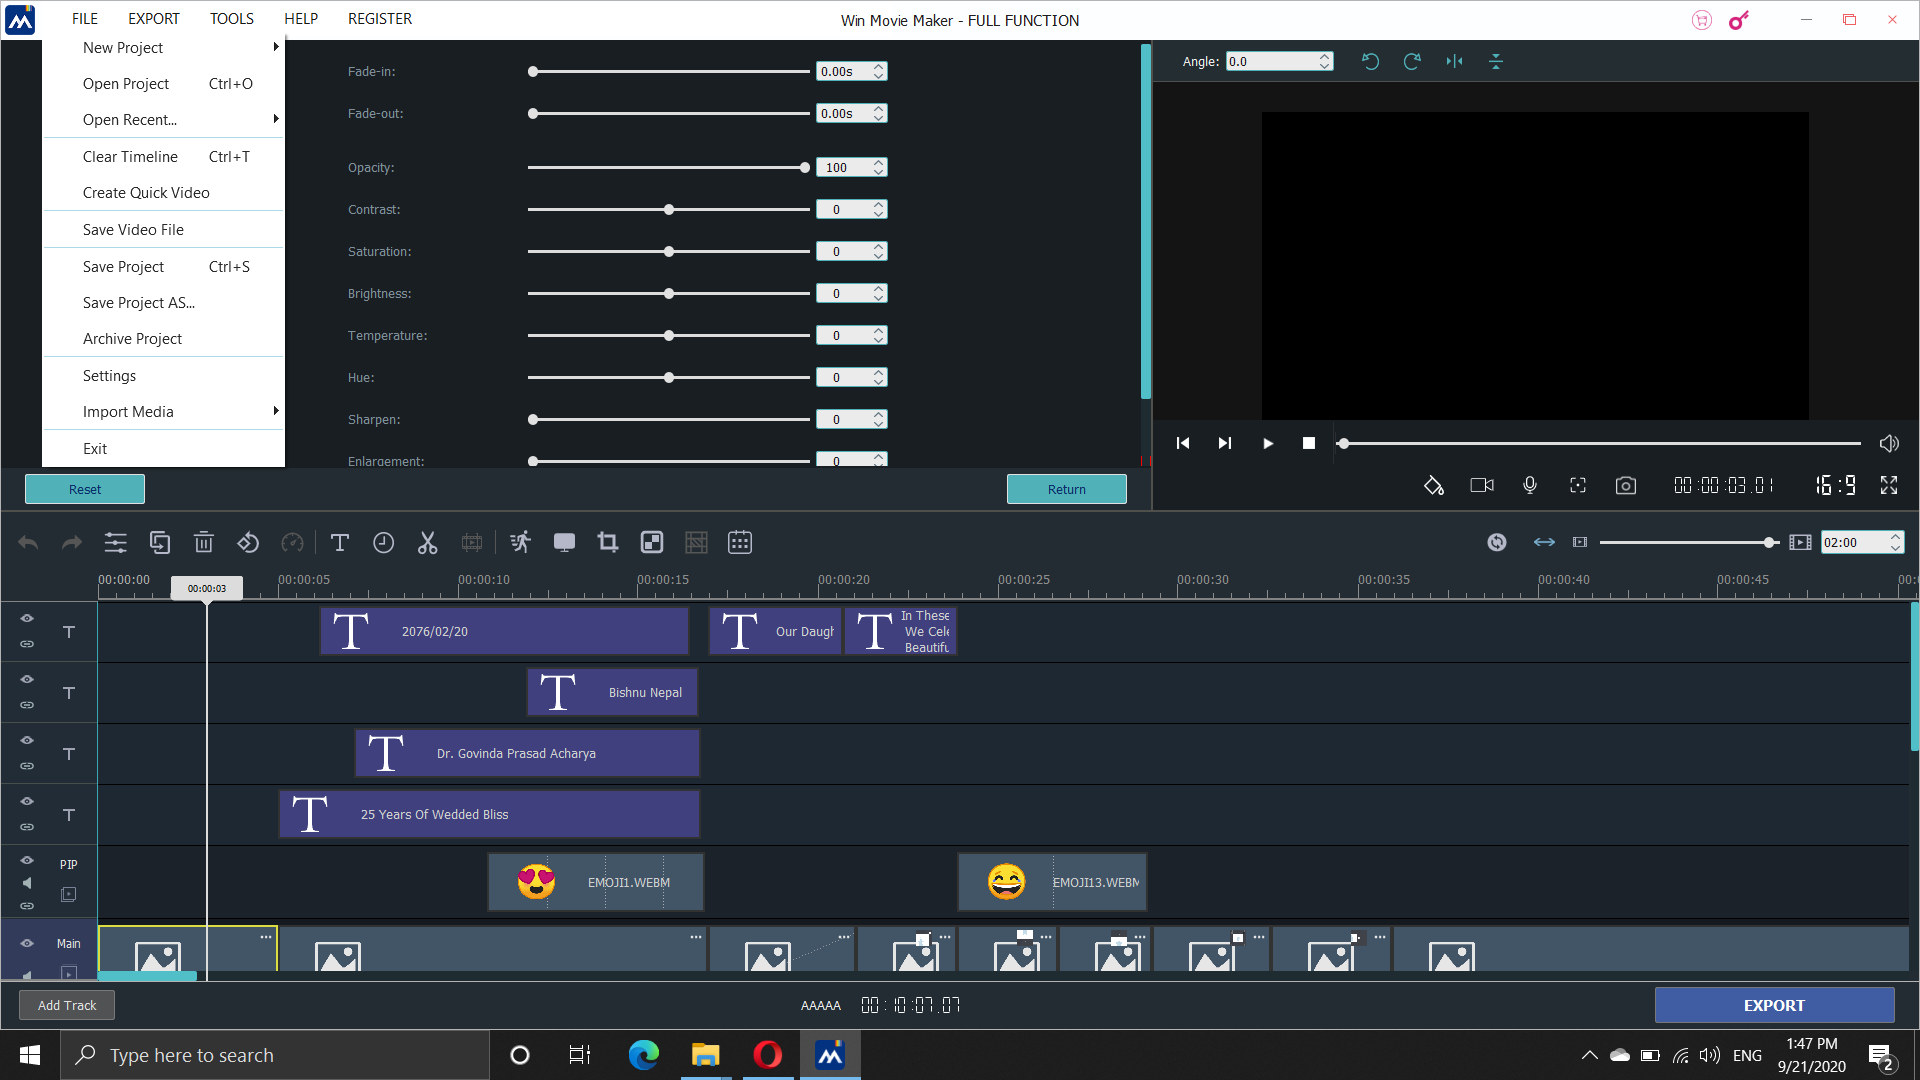 FILE EXPORT TOOLS HELP REGISTER
Win Movie Maker - FULL FUNCTION
New Project
Open Project Ctrl+O
Open Recent...
Clear Timeline Ctrl+T
Create Quick Video
Save Video File
Save Project Ctrl+S
Save Project AS...
Archive Project
Settings
Import Media
Exit
Fade-in: 0.00s
Fade-out: 0.00s
Opacity: 100
Contrast: 0
Saturation: 0
Brightness: 0
Temperature: 0
Hue: 0
Sharpen: 0
Enlargement: 0
Reset
Return
Angle: 0.0
00:00:03.01
16:9
02:00
00:00:00 00:00:05 00:00:10 00:00:15 00:00:20 00:00:25 00:00:30 00:00:35 00:00:40 00:00:45 00:
00:00:03
T
T 2076/02/20
T Our Daugh
T In These
We Cele
Beautifu
T
T Bishnu Nepal
T
T Dr. Govinda Prasad Acharya
T
T 25 Years Of Wedded Bliss
PIP
EMOJI1.WEBM
EMOJI13.WEBM
Main
Add Track
AAAAA 00:10:07.07
EXPORT
Type here to search
ENG
1:47 PM
9/21/2020
2